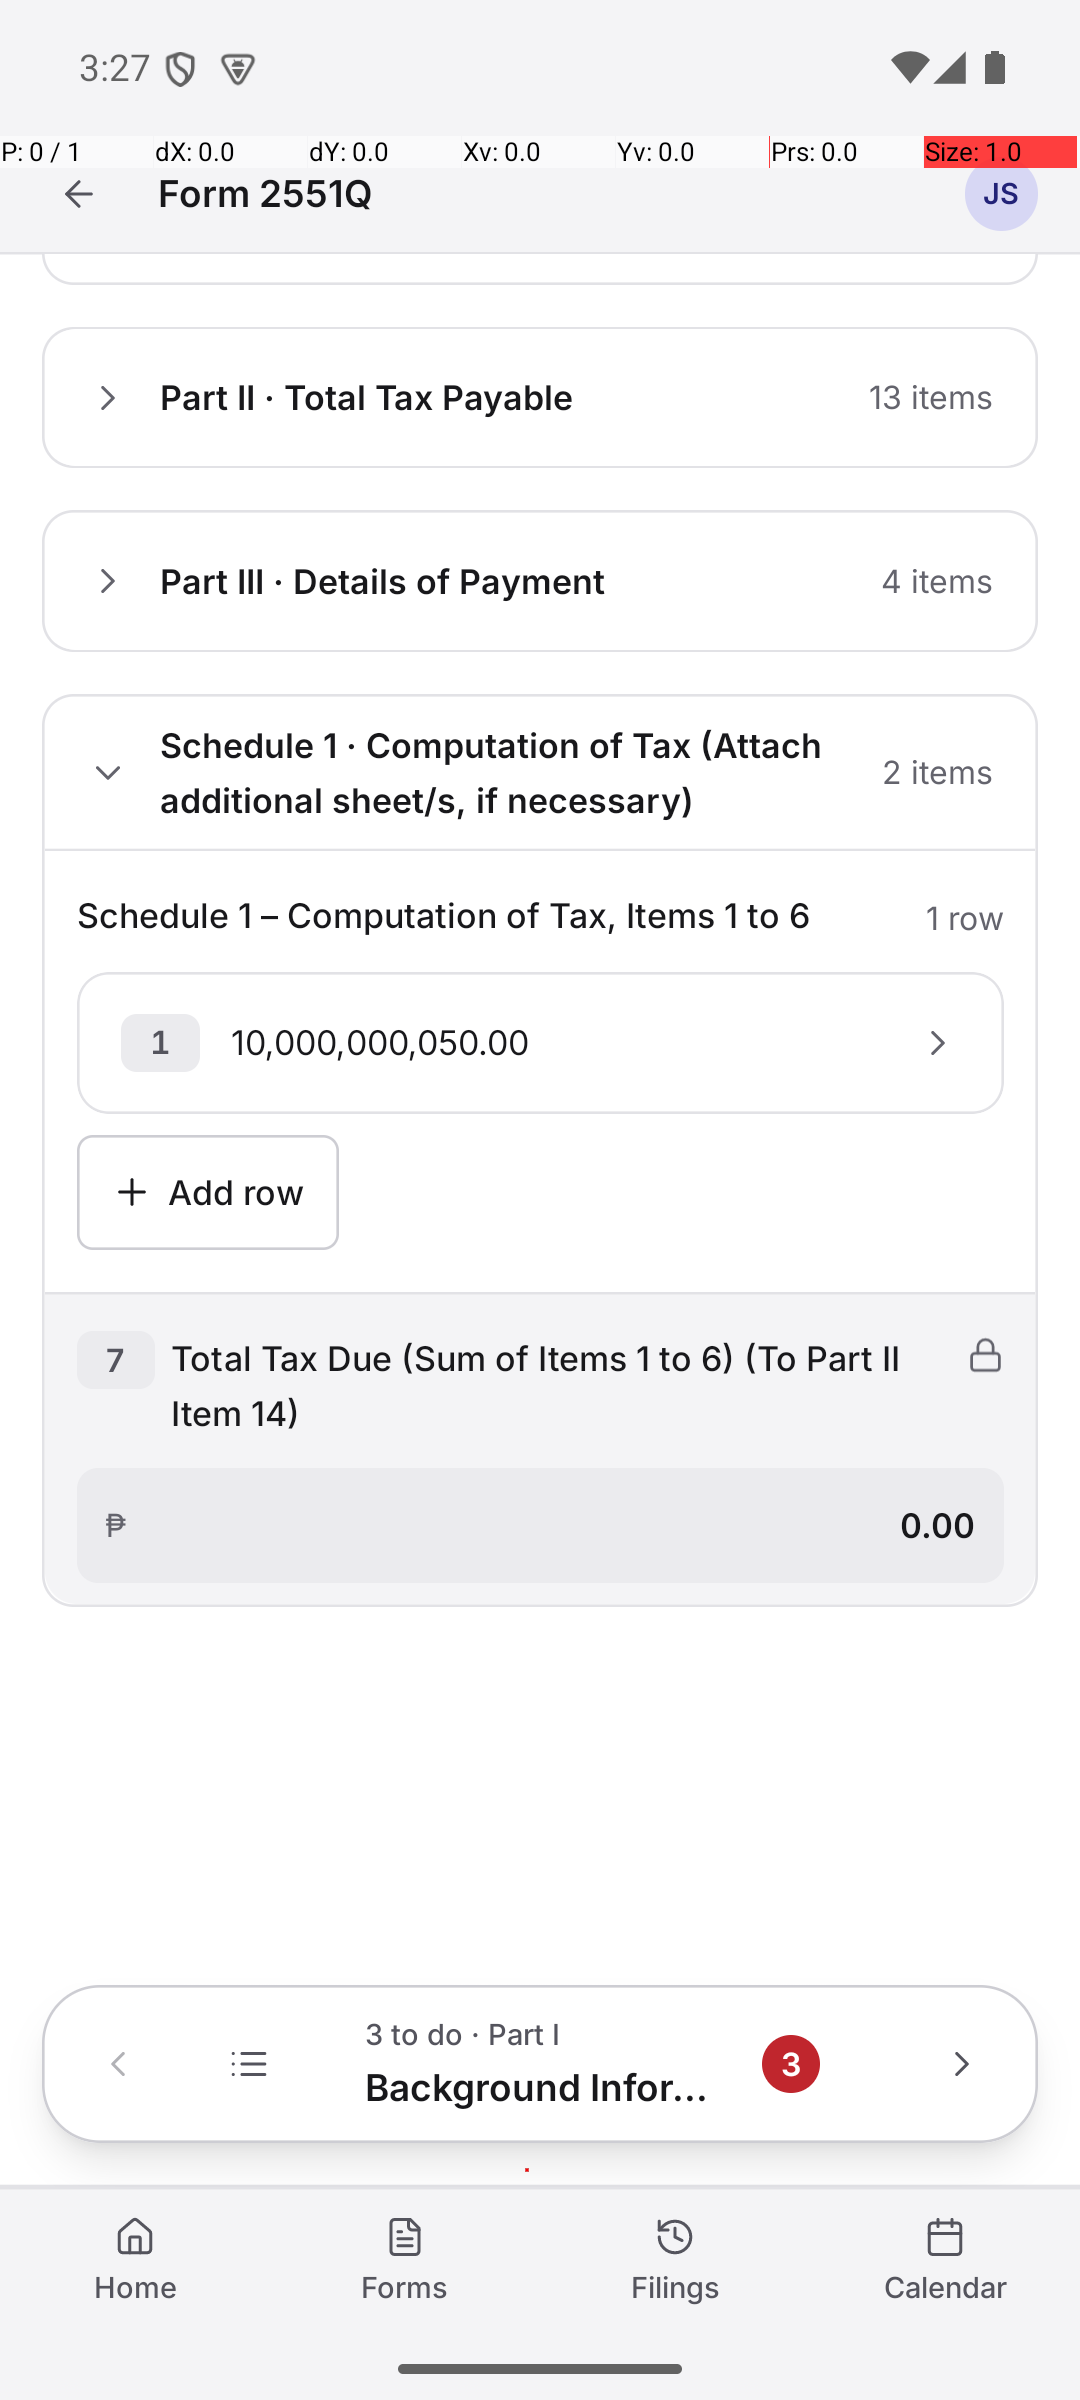 3:27
P: 0 / 1 dX: 0.0 dY: 0.0 Xv: 0.0 Yv: 0.0 Prs: 0.0 Size: 1.0
Form 2551Q
JS
Part II · Total Tax Payable
13 items
Part III · Details of Payment
4 items
Schedule 1 · Computation of Tax (Attach
additional sheet/s, if necessary)
2 items
Schedule 1 – Computation of Tax, Items 1 to 6
1 row
1
10,000,000,050.00
Add row
7
Total Tax Due (Sum of Items 1 to 6) (To Part II
Item 14)
₱
0.00
3 to do · Part I
Background Infor...
3
Home
Forms
Filings
Calendar